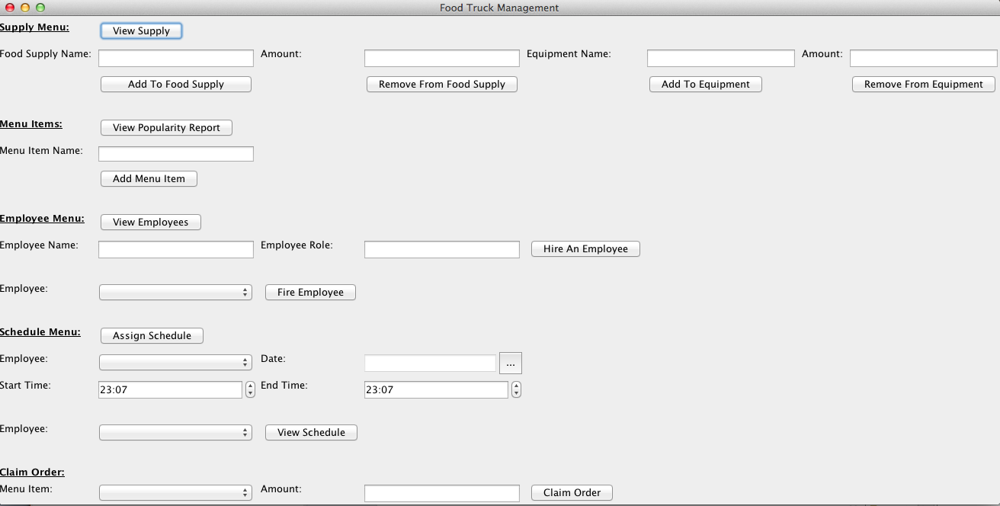 Food Truck Management
Supply Menu: View Supply
Food Supply Name: Amount: Equipment Name: Amount:
Add To Food Supply Remove From Food Supply Add To Equipment Remove From Equipment
Menu Items: View Popularity Report
Menu Item Name:
Add Menu Item
Employee Menu: View Employees
Employee Name: Employee Role: Hire An Employee
Employee: Fire Employee
Schedule Menu: Assign Schedule
Employee: Date: ...
Start Time: 23:07 End Time: 23:07
Employee: View Schedule
Claim Order:
Menu Item: Amount: Claim Order